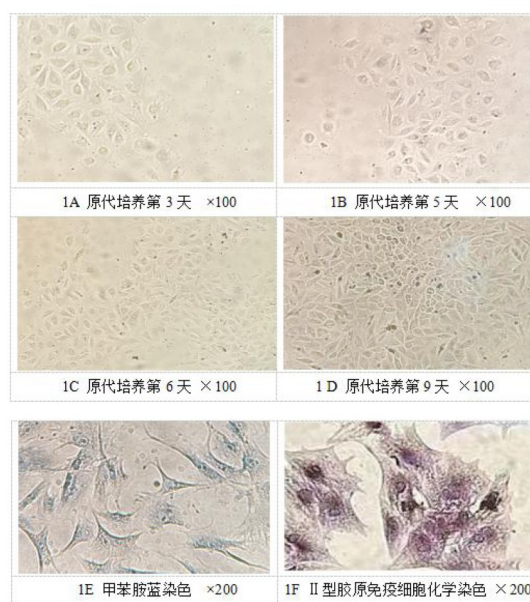 1A 原代培养第 3 天 ×100
1B 原代培养第 5 天 ×100
1C 原代培养第 6 天 ×100
1 D 原代培养第 9 天 ×100
1E 甲苯胺蓝染色 ×200
1F Ⅱ型胶原免疫细胞化学染色 ×200